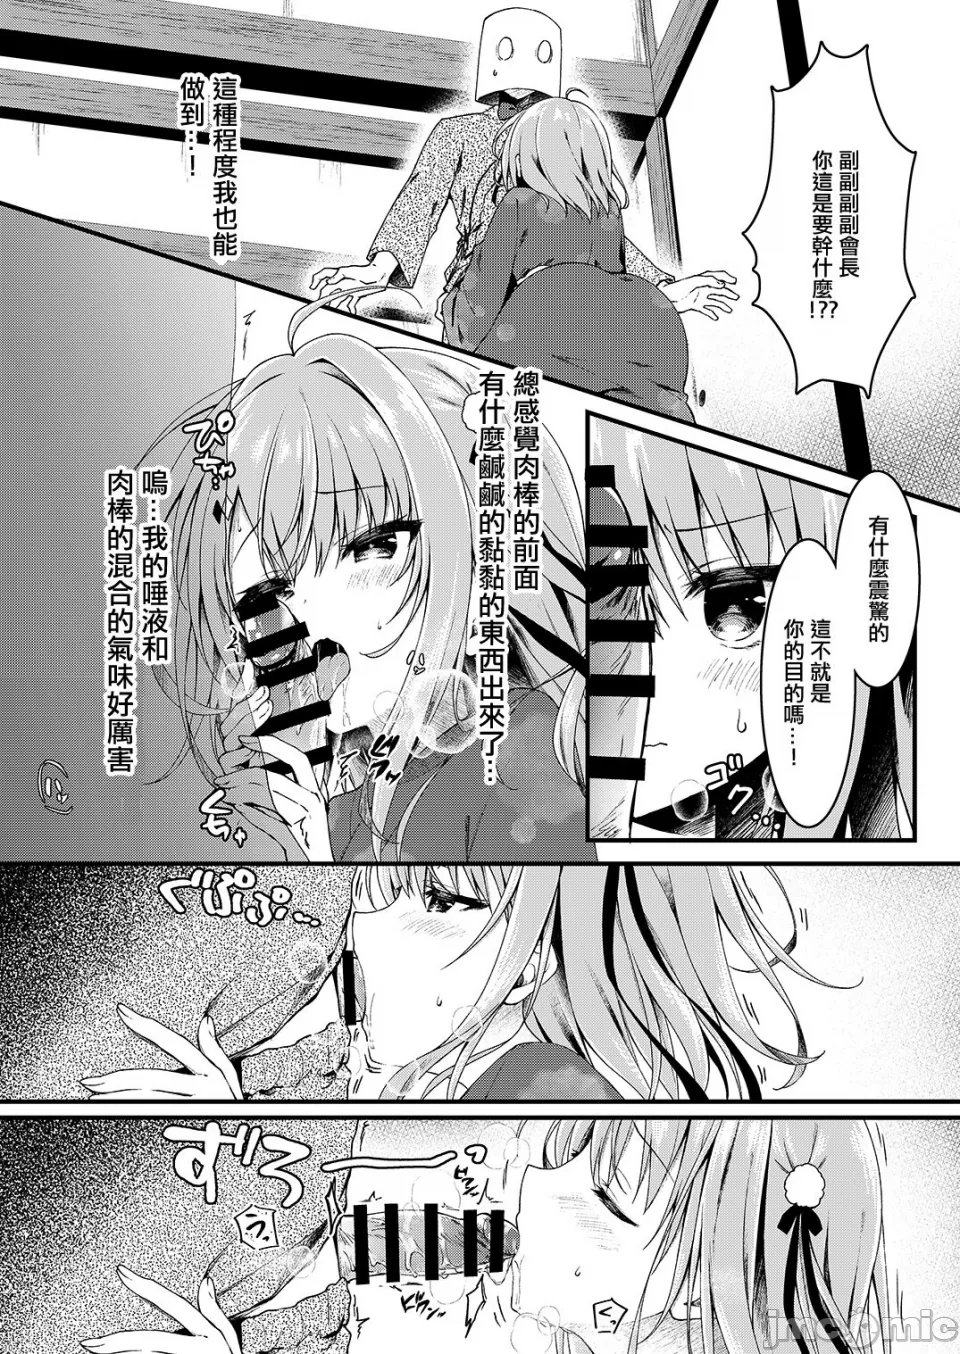 副副副副會長
你這是要幹什麼!??
這種程度我也能
做到…!
有什麼震驚的
這不就是
你的目的嗎…!
ゴク…
總感覺肉棒的前面
有什麼鹹鹹的黏黏的東西出來了…
ぴちゃ
嗚…我的唾液和
肉棒的混合的氣味好厲害
くちゅ
ぐぷぷ…
ずろー
っ
jmcomic